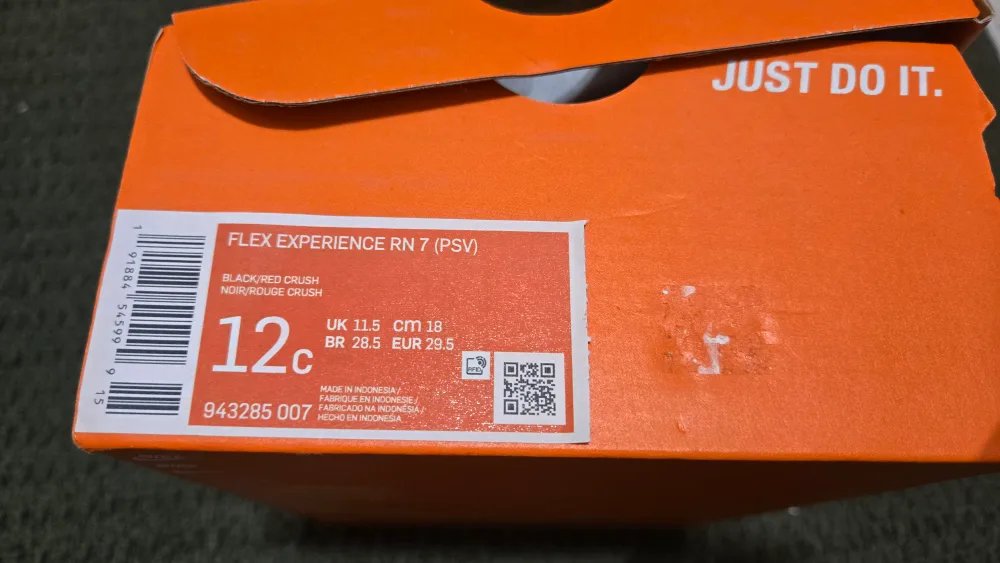 JUST DO IT.
FLEX EXPERIENCE RN 7 (PSV)
BLACK/RED CRUSH
NOIR/ROUGE CRUSH
12C
UK 11.5 CM 18
BR 28.5 EUR 29.5
RFID
MADE IN INDONESIA/
FABRIQUE EN INDONESIE/
FABRICADO NA INDONÉSIA/
HECHO EN INDONESIA
943285 007
1 91884 54599 9 15